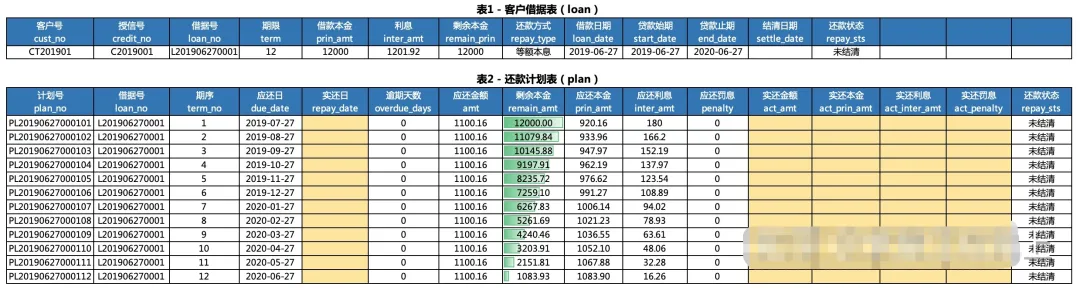 表1 - 客户借据表（loan）
客户号 授信号 借据号 期限 借款本金 利息 剩余本金 还款方式 借款日期 贷款始期 贷款止期 结清日期 还款状态
cust_no credit_no loan_no term prin_amt inter_amt remain_prin repay_type loan_date start_date end_date settle_date repay_sts
CT201901 C2019001 L201906270001 12 12000 1201.92 12000 等额本息 2019-06-27 2019-06-27 2020-06-27 未结清
表2 - 还款计划表（plan）
计划号 借据号 期序 应还日 实还日 逾期天数 应还金额 剩余本金 应还本金 应还利息 应还罚息 实还金额 实还本金 实还利息 实还罚息 还款状态
plan_no loan_no term_no due_date repay_date overdue_days amt remain_amt prin_amt inter_amt penalty act_amt act_prin_amt act_inter_amt act_penalty repay_sts
PL20190627000101 L201906270001 1 2019-07-27 0 1100.16 12000.00 920.16 180 0 未结清
PL20190627000102 L201906270001 2 2019-08-27 0 1100.16 11079.84 933.96 166.2 0 未结清
PL20190627000103 L201906270001 3 2019-09-27 0 1100.16 10145.88 947.97 152.19 0 未结清
PL20190627000104 L201906270001 4 2019-10-27 0 1100.16 9197.91 962.19 137.97 0 未结清
PL20190627000105 L201906270001 5 2019-11-27 0 1100.16 8235.72 976.62 123.54 0 未结清
PL20190627000106 L201906270001 6 2019-12-27 0 1100.16 7259.10 991.27 108.89 0 未结清
PL20190627000107 L201906270001 7 2020-01-27 0 1100.16 6267.83 1006.14 94.02 0 未结清
PL20190627000108 L201906270001 8 2020-02-27 0 1100.16 5261.69 1021.23 78.93 0 未结清
PL20190627000109 L201906270001 9 2020-03-27 0 1100.16 4240.46 1036.55 63.61 0 未结清
PL20190627000110 L201906270001 10 2020-04-27 0 1100.16 3203.91 1052.10 48.06 0
PL20190627000111 L201906270001 11 2020-05-27 0 1100.16 2151.81 1067.88 32.28 0 未结清
PL20190627000112 L201906270001 12 2020-06-27 0 1100.16 1083.93 1083.90 16.26 0 未结清